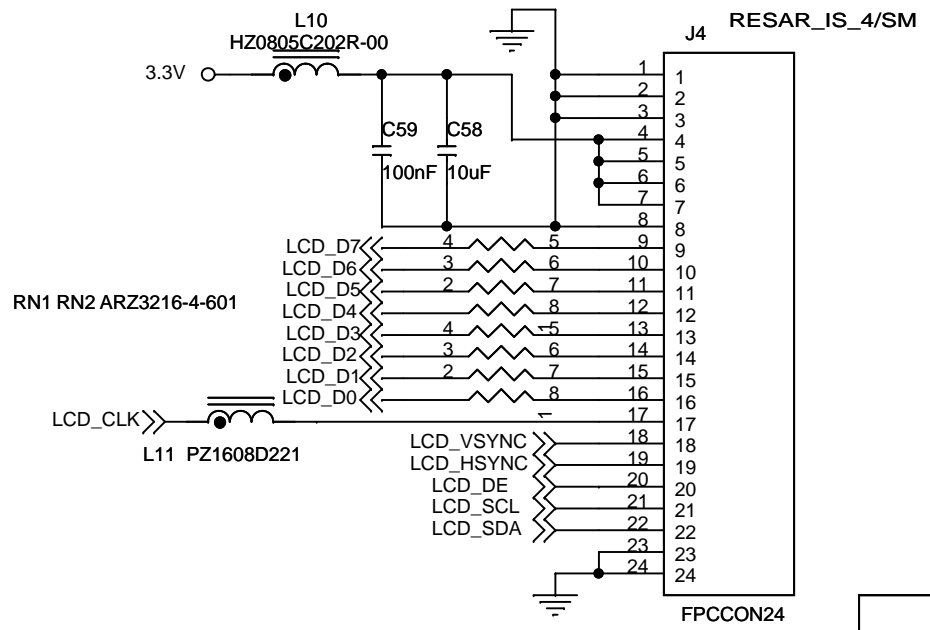 L10
HZ0805C202R-00
3.3V
RESAR_IS_4/SM
J4
C59
100nF
C58
10uF
1 1
2 2
3 3
4 4
5 5
6 6
7 7
8 8
LCD_D7 4 5 9 9
LCD_D6 3 6 10 10
LCD_D5 2 7 11 11
RN1 RN2 ARZ3216-4-601
LCD_D4 8 12 12
LCD_D3 4 1 5 13 13
LCD_D2 3 6 14 14
LCD_D1 2 7 15 15
LCD_D0 8 16 16
LCD_CLK 1 17 17
L11 PZ1608D221
LCD_VSYNC 18 18
LCD_HSYNC 19 19
LCD_DE 20 20
LCD_SCL 21 21
LCD_SDA 22 22
23 23
24 24
FPCCON24